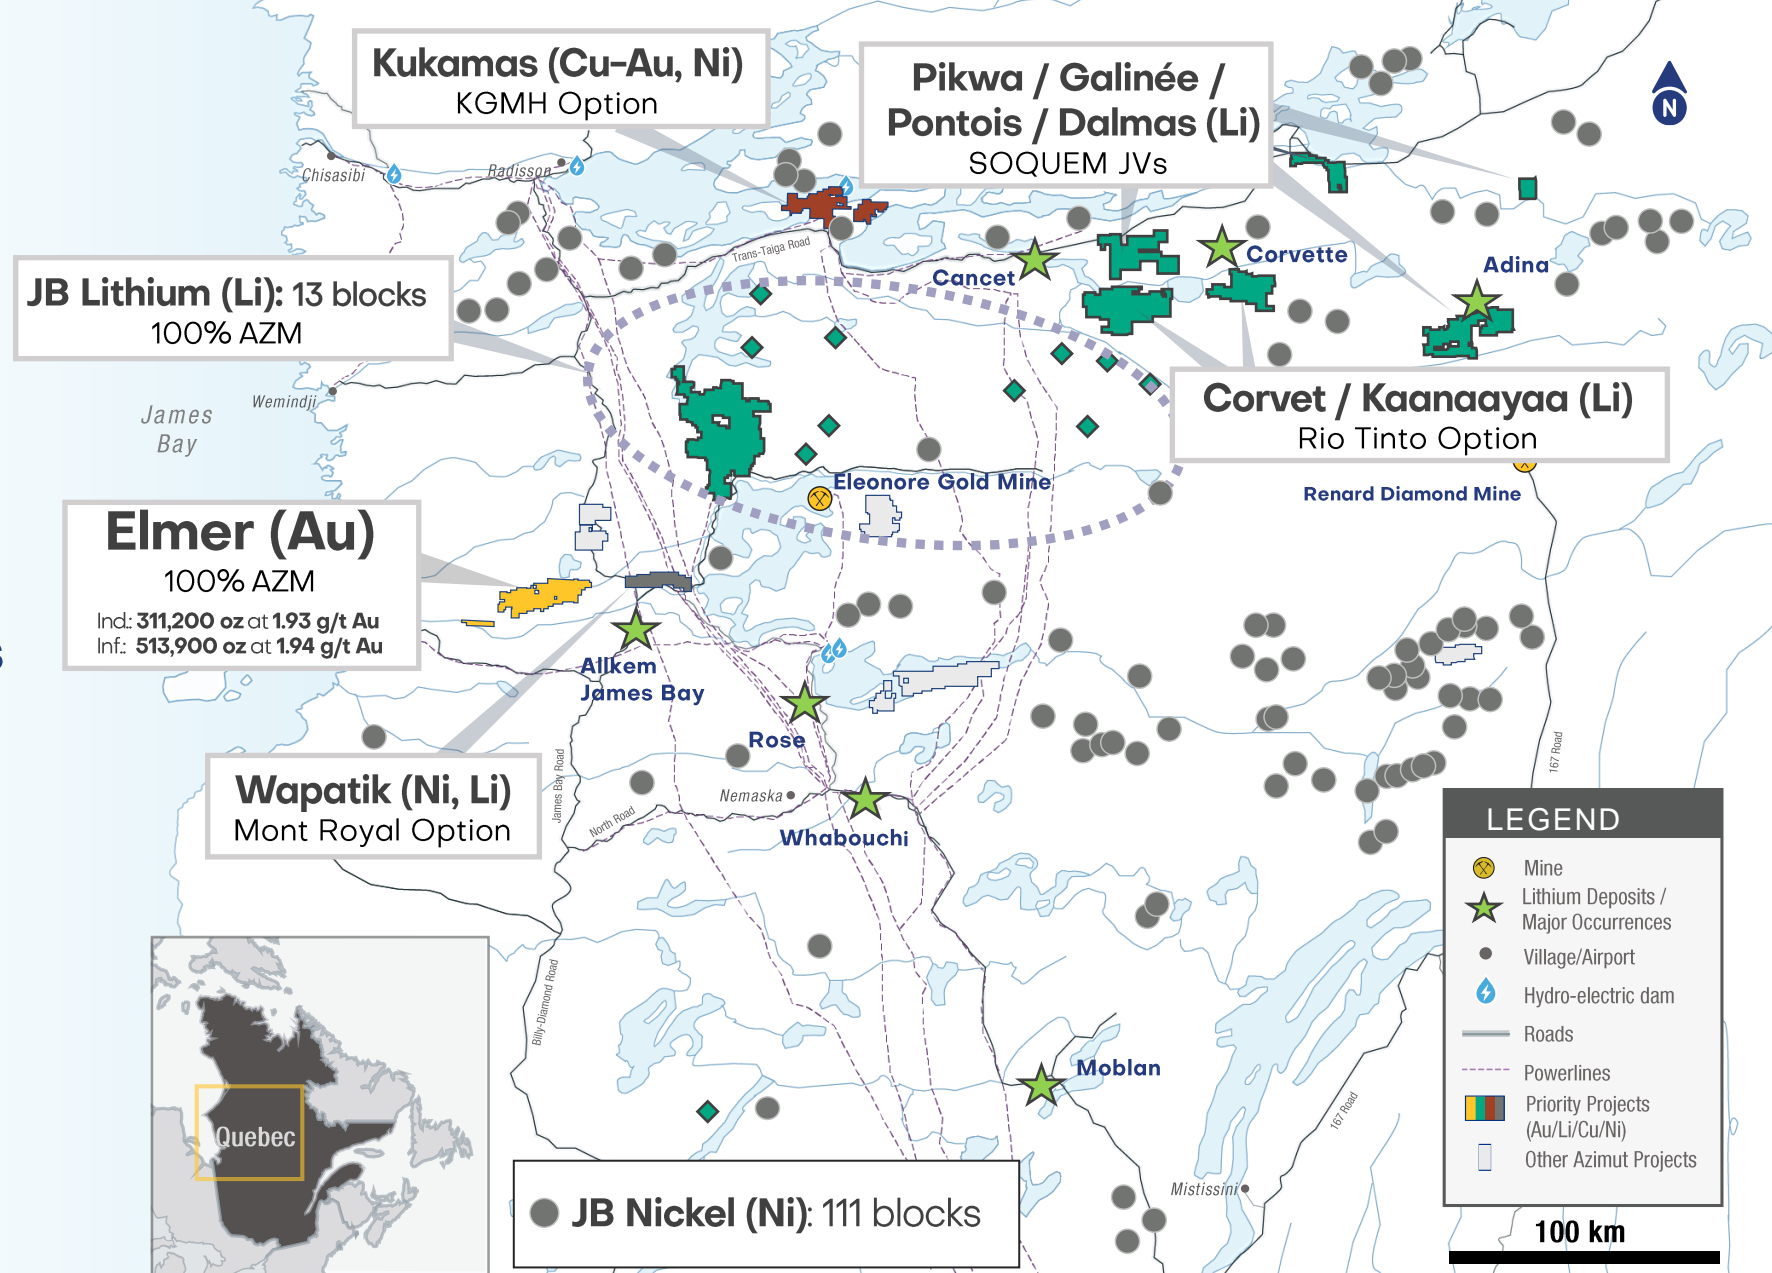 Kukamas (Cu-Au, Ni)
KGMH Option
Pikwa / Galinée /
Pontois / Dalmas (Li)
SOQUEM JVs
N
Chisasibi
Radisson
Trans-Taiga Road
Cancet
Corvette
Adina
JB Lithium (Li): 13 blocks
100% AZM
Wemindji
James
Bay
Corvet / Kaanaayaa (Li)
Rio Tinto Option
Eleonore Gold Mine
Renard Diamond Mine
Elmer (Au)
100% AZM
Ind.: 311,200 oz at 1.93 g/t Au
Inf.: 513,900 oz at 1.94 g/t Au
s
Allkem
James Bay
Rose
Wapatik (Ni, Li)
Mont Royal Option
James Bay Road
North Road
Nemaska
Whabouchi
167 Road
Billy-Diamond Road
Moblan
167 Road
Mistissini
Quebec
JB Nickel (Ni): 111 blocks
LEGEND
Mine
Lithium Deposits /
Major Occurrences
Village/Airport
Hydro-electric dam
Roads
Powerlines
Priority Projects
(Au/Li/Cu/Ni)
Other Azimut Projects
100 km